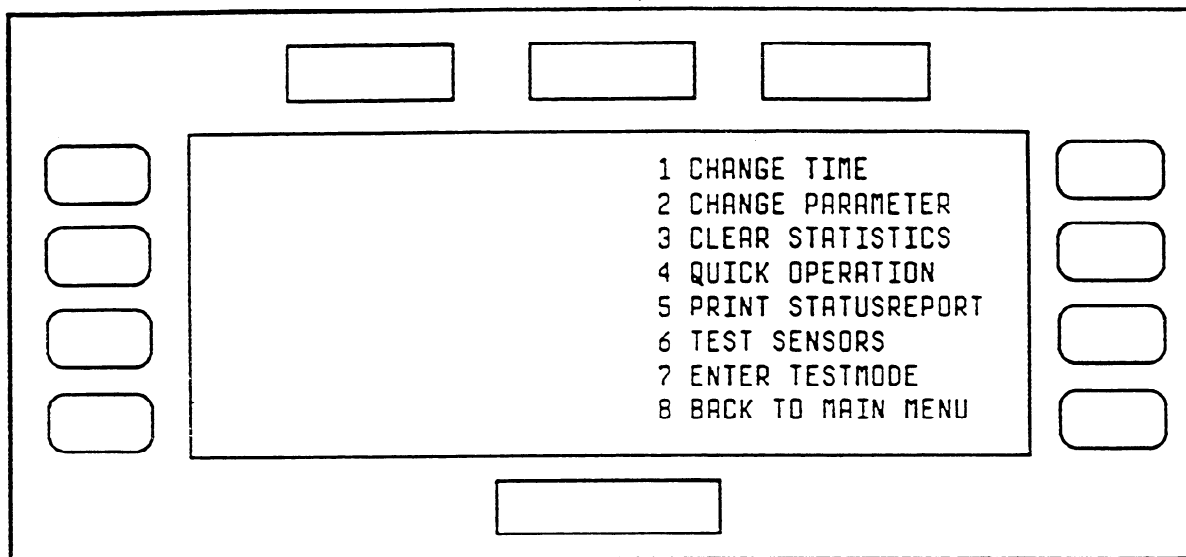 1 CHANGE TIME
2 CHANGE PARAMETER
3 CLEAR STATISTICS
4 QUICK OPERATION
5 PRINT STATUSREPORT
6 TEST SENSORS
7 ENTER TESTMODE
8 BACK TO MAIN MENU